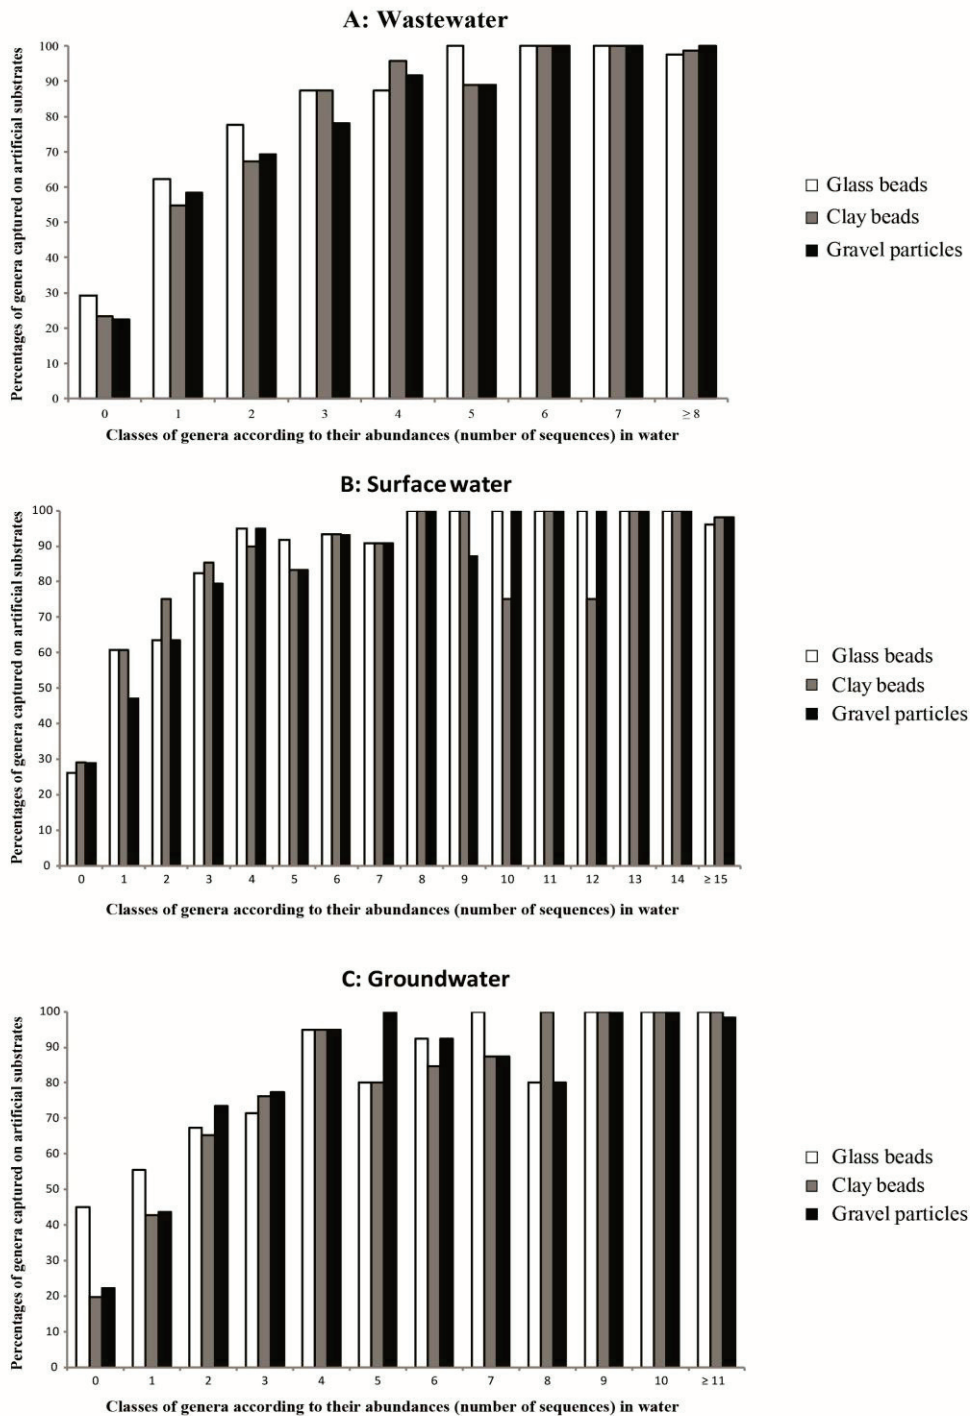 A: Wastewater
Percentages of genera captured on artificial substrates
100
90
80
70
60
50
40
30
20
10
0
0 1 2 3 4 5 6 7 ≥ 8
Classes of genera according to their abundances (number of sequences) in water
Glass beads
Clay beads
Gravel particles
B: Surface water
Percentages of genera captured on artificial substrates
100
90
80
70
60
50
40
30
20
10
0
0 1 2 3 4 5 6 7 8 9 10 11 12 13 14 ≥ 15
Classes of genera according to their abundances (number of sequences) in water
Glass beads
Clay beads
Gravel particles
C: Groundwater
Percentages of genera captured on artificial substrates
100
90
80
70
60
50
40
30
20
10
0
0 1 2 3 4 5 6 7 8 9 10 ≥ 11
Classes of genera according to their abundances (number of sequences) in water
Glass beads
Clay beads
Gravel particles